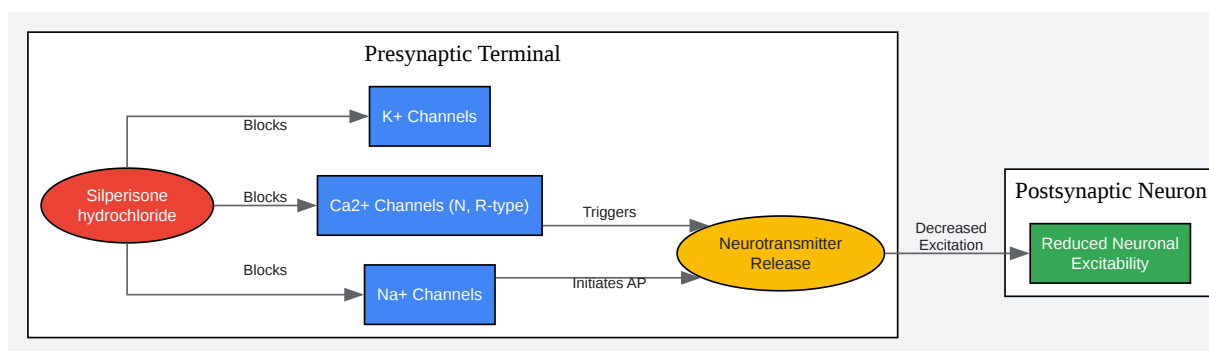 Presynaptic Terminal
K+ Channels
Blocks
Silperisone
hydrochloride
Blocks
Ca2+ Channels (N, R-type)
Triggers
Neurotransmitter
Release
Blocks
Na+ Channels
Initiates AP
Decreased
Excitation
Postsynaptic Neuron
Reduced Neuronal
Excitability